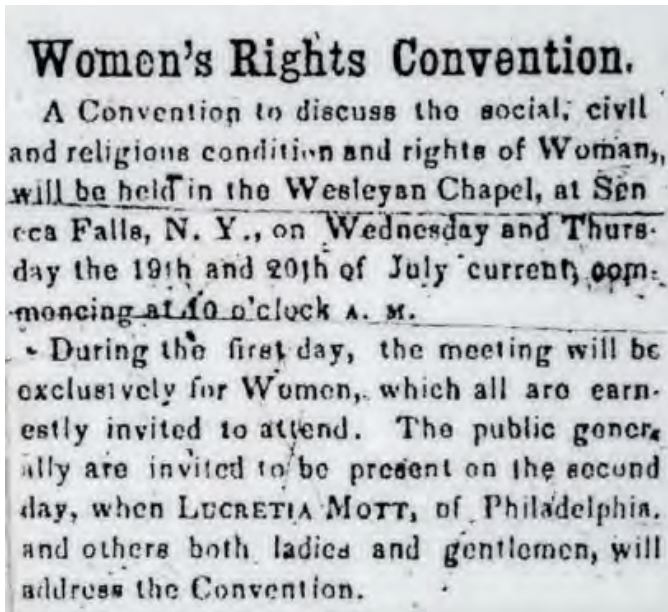 Women's Rights Convention.
A Convention to discuss the social, civil
and religious condition and rights of Woman,
will be held in the Wesleyan Chapel, at Sen
eca Falls, N. Y., on Wednesday and Thurs-
day the 19th and 20th of July current, com-
mencing at 10 o'clock A. M.
During the first day, the meeting will be
exclusively for Women, which all are earn-
estly invited to attend. The public gener-
ally are invited to be present on the second
day, when LUCRETIA MOTT, of Philadelphia,
and others both ladies and gentlemen, will
address the Convention.